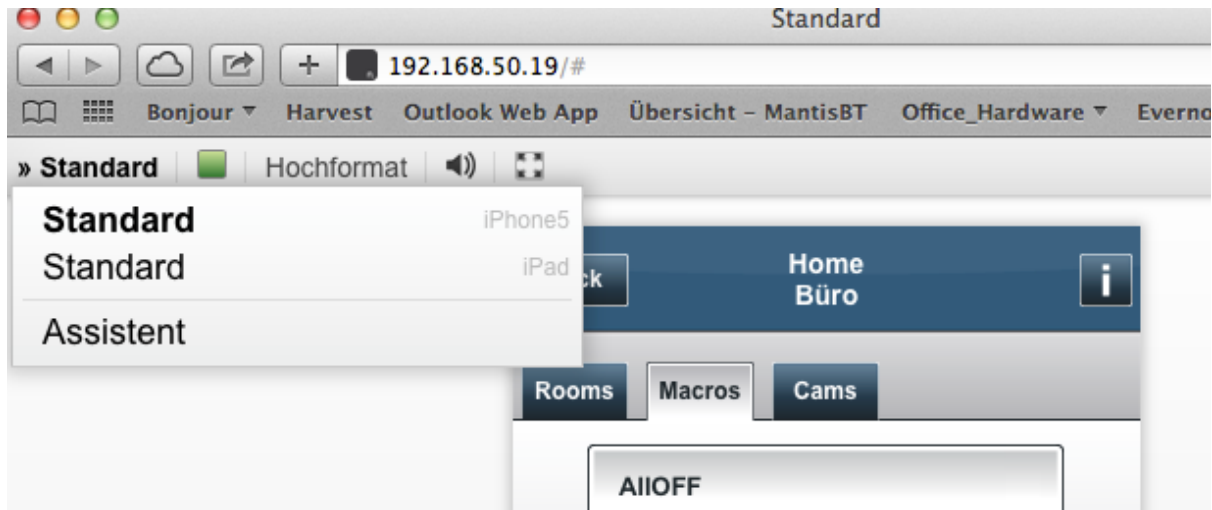 Standard
192.168.50.19/#
Bonjour Harvest Outlook Web App Übersicht – MantisBT Office_Hardware Everno
» Standard Hochformat
Standard iPhone5
Standard iPad
Assistent
ck
Home
Büro
i
Rooms Macros Cams
AllOFF